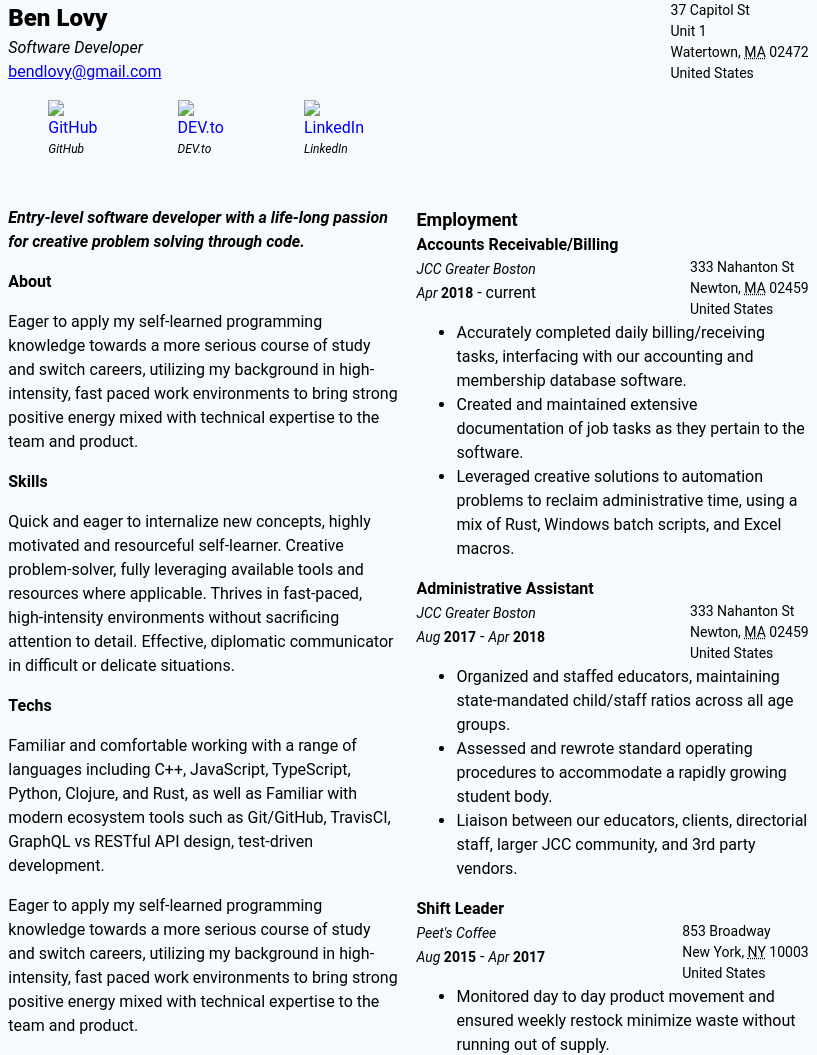 Ben Lovy
Software Developer
bendlovy@gmail.com
37 Capitol St
Unit 1
Watertown, MA 02472
United States
GitHub
GitHub
DEV.to
DEV.to
LinkedIn
LinkedIn
Entry-level software developer with a life-long passion
for creative problem solving through code.
About
Eager to apply my self-learned programming
knowledge towards a more serious course of study
and switch careers, utilizing my background in high-
intensity, fast paced work environments to bring strong
positive energy mixed with technical expertise to the
team and product.
Skills
Quick and eager to internalize new concepts, highly
motivated and resourceful self-learner. Creative
problem-solver, fully leveraging available tools and
resources where applicable. Thrives in fast-paced,
high-intensity environments without sacrificing
attention to detail. Effective, diplomatic communicator
in difficult or delicate situations.
Techs
Familiar and comfortable working with a range of
languages including C++, JavaScript, TypeScript,
Python, Clojure, and Rust, as well as Familiar with
modern ecosystem tools such as Git/GitHub, TravisCI,
GraphQL vs RESTful API design, test-driven
development.
Eager to apply my self-learned programming
knowledge towards a more serious course of study
and switch careers, utilizing my background in high-
intensity, fast paced work environments to bring strong
positive energy mixed with technical expertise to the
team and product.
Employment
Accounts Receivable/Billing
JCC Greater Boston
Apr 2018 - current
333 Nahanton St
Newton, MA 02459
United States
• Accurately completed daily billing/receiving
tasks, interfacing with our accounting and
membership database software.
• Created and maintained extensive
documentation of job tasks as they pertain to the
software.
• Leveraged creative solutions to automation
problems to reclaim administrative time, using a
mix of Rust, Windows batch scripts, and Excel
macros.
Administrative Assistant
JCC Greater Boston
Aug 2017 - Apr 2018
333 Nahanton St
Newton, MA 02459
United States
• Organized and staffed educators, maintaining
state-mandated child/staff ratios across all age
groups.
• Assessed and rewrote standard operating
procedures to accommodate a rapidly growing
student body.
• Liaison between our educators, clients, directorial
staff, larger JCC community, and 3rd party
vendors.
Shift Leader
Peet's Coffee
Aug 2015 - Apr 2017
853 Broadway
New York, NY 10003
United States
• Monitored day to day product movement and
ensured weekly restock minimize waste without
running out of supply.